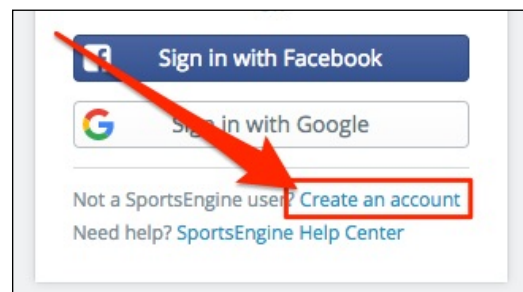 Sign in with Facebook
Sign in with Google
Not a SportsEngine user? Create an account
Need help? SportsEngine Help Center